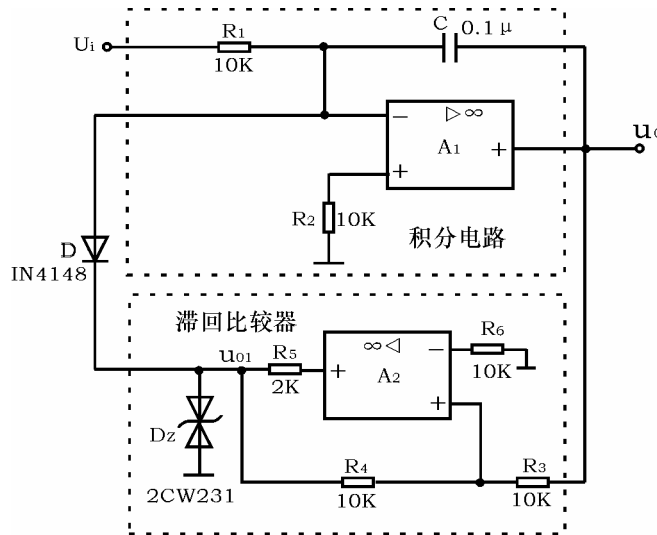 Ui
R1
10K
C
0.1μ
−
▷∞
A1
+
+
R2
10K
积分电路
D
IN4148
滞回比较器
u01
R5
2K
+
∞◁
A2
−
+
R6
10K
Dz
2CW231
R4
10K
R3
10K